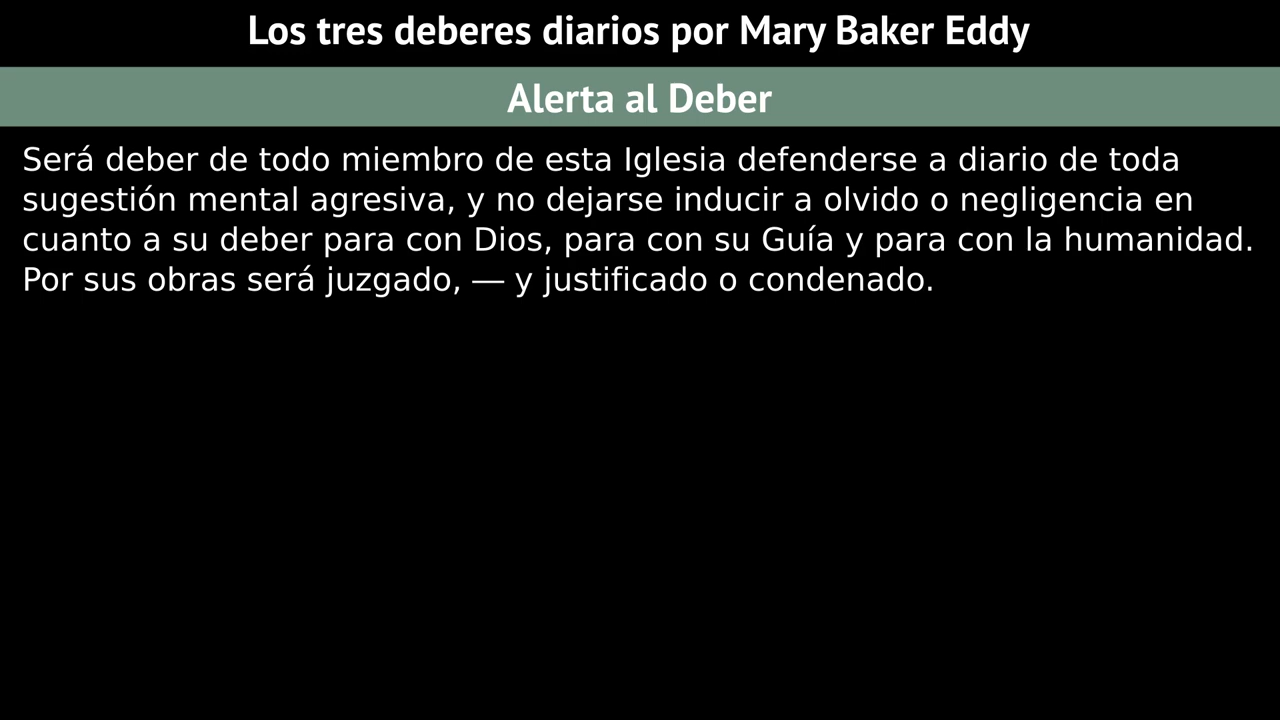 Los tres deberes diarios por Mary Baker Eddy
Alerta al Deber
Será deber de todo miembro de esta Iglesia defenderse a diario de toda
sugestión mental agresiva, y no dejarse inducir a olvido o negligencia en
cuanto a su deber para con Dios, para con su Guía y para con la humanidad.
Por sus obras será juzgado, — y justificado o condenado.